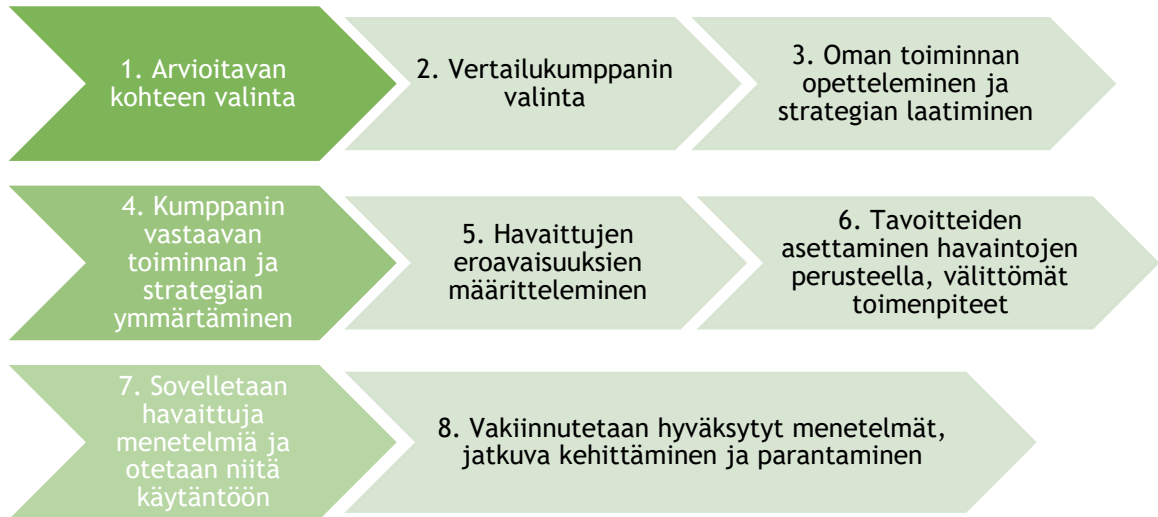 1. Arvioitavan
kohteen valinta
2. Vertailukumppanin
valinta
3. Oman toiminnan
opetteleminen ja
strategian laatiminen
4. Kumppanin
vastaavan
toiminnan ja
strategian
ymmärtäminen
5. Havaittujen
eroavaisuuksien
määritteleminen
6. Tavoitteiden
asettaminen havaintojen
perusteella, välittömät
toimenpiteet
7. Sovelletaan
havaittuja
menetelmiä ja
otetaan niitä
käytäntöön
8. Vakiinnutetaan hyväksytyt menetelmät,
jatkuva kehittäminen ja parantaminen